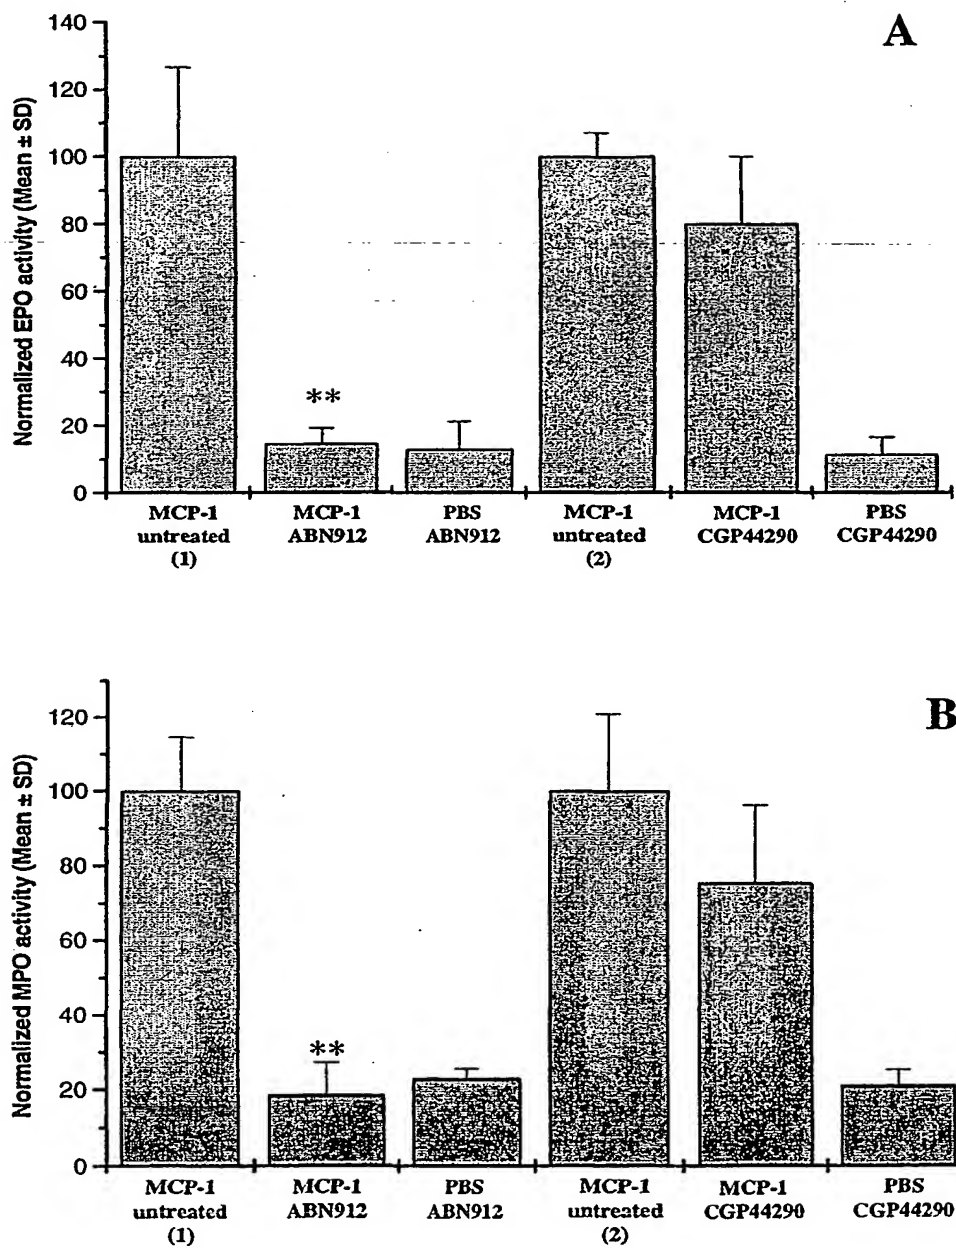 A
Normalized EPO activity (Mean ± SD)
140
120
100
80
60
40
20
0
**
MCP-1
untreated
(1)
MCP-1
ABN912
PBS
ABN912
MCP-1
untreated
(2)
MCP-1
CGP44290
PBS
CGP44290
B
Normalized MPO activity (Mean ± SD)
120
100
80
60
40
20
0
**
MCP-1
untreated
(1)
MCP-1
ABN912
PBS
ABN912
MCP-1
untreated
(2)
MCP-1
CGP44290
PBS
CGP44290